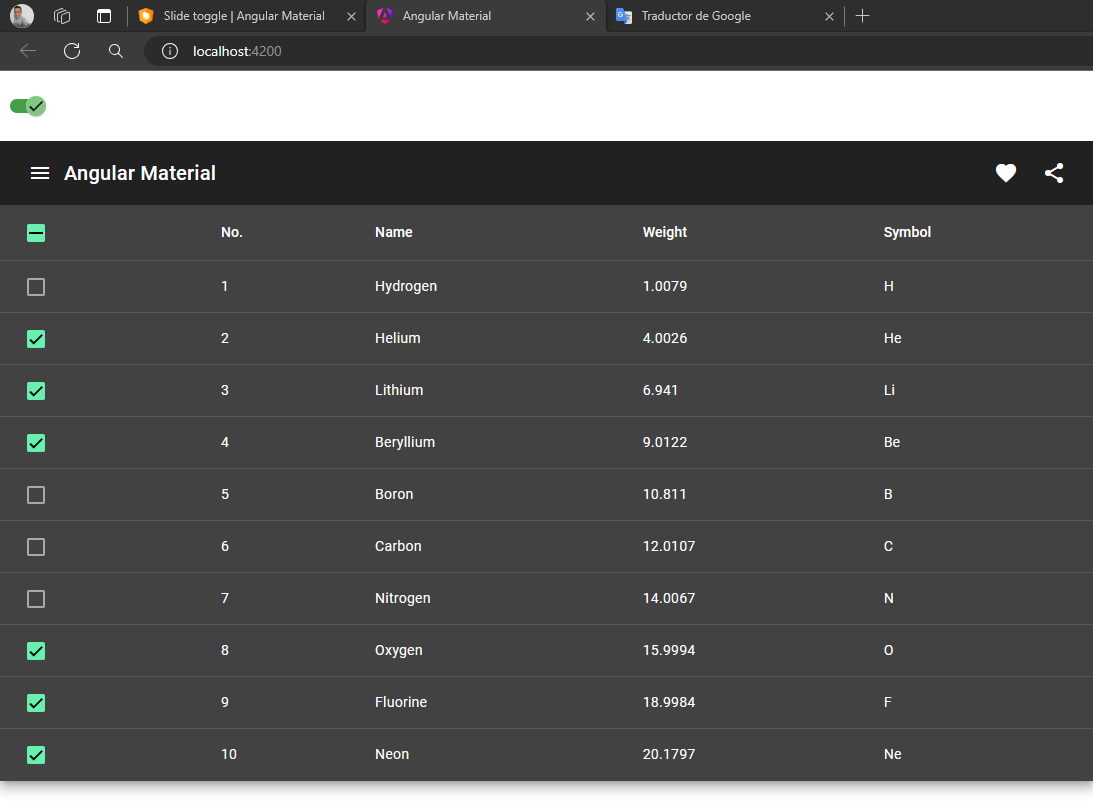 Slide toggle | Angular Material
Angular Material
Traductor de Google
localhost:4200
Angular Material
No. Name Weight Symbol
1 Hydrogen 1.0079 H
2 Helium 4.0026 He
3 Lithium 6.941 Li
4 Beryllium 9.0122 Be
5 Boron 10.811 B
6 Carbon 12.0107 C
7 Nitrogen 14.0067 N
8 Oxygen 15.9994 O
9 Fluorine 18.9984 F
10 Neon 20.1797 Ne